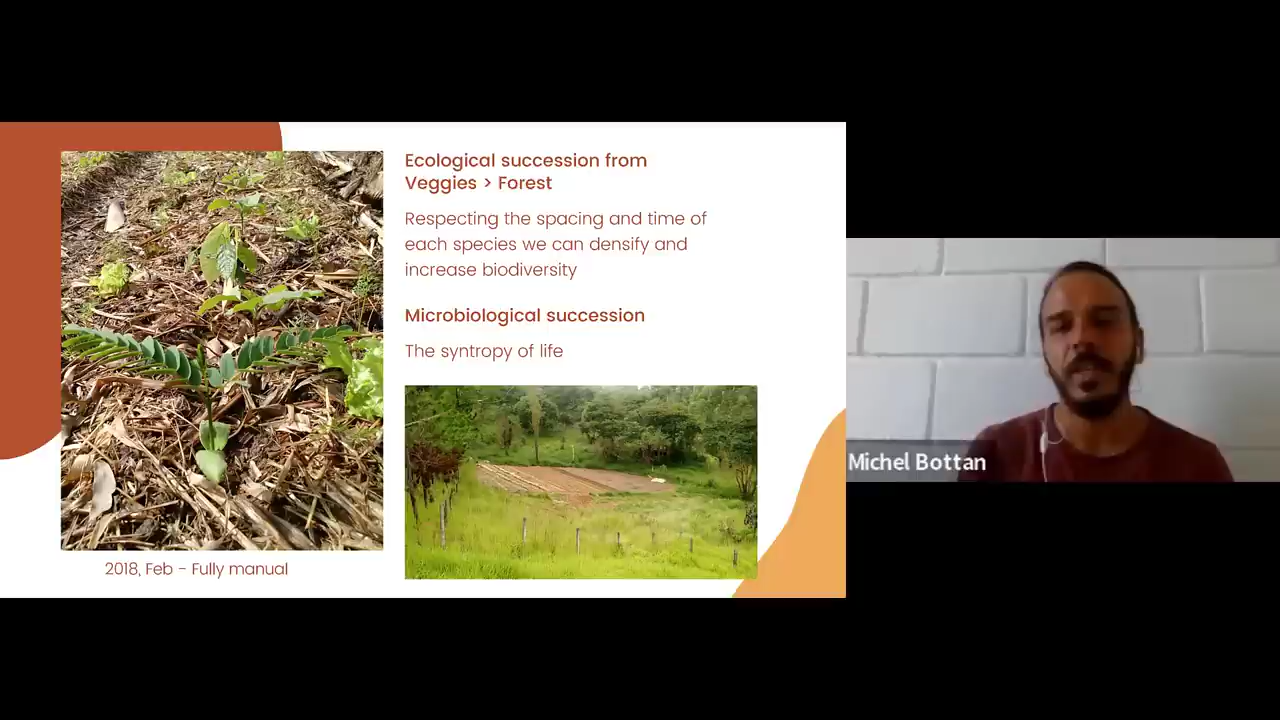 Ecological succession from
Veggies > Forest
Respecting the spacing and time of
each species we can densify and
increase biodiversity
Microbiological succession
The syntropy of life
2018, Feb - Fully manual
Michel Bottan